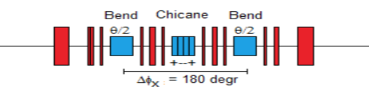 Bend Chicane Bend
θ/2 θ/2
+--+
Δϕx = 180 degr